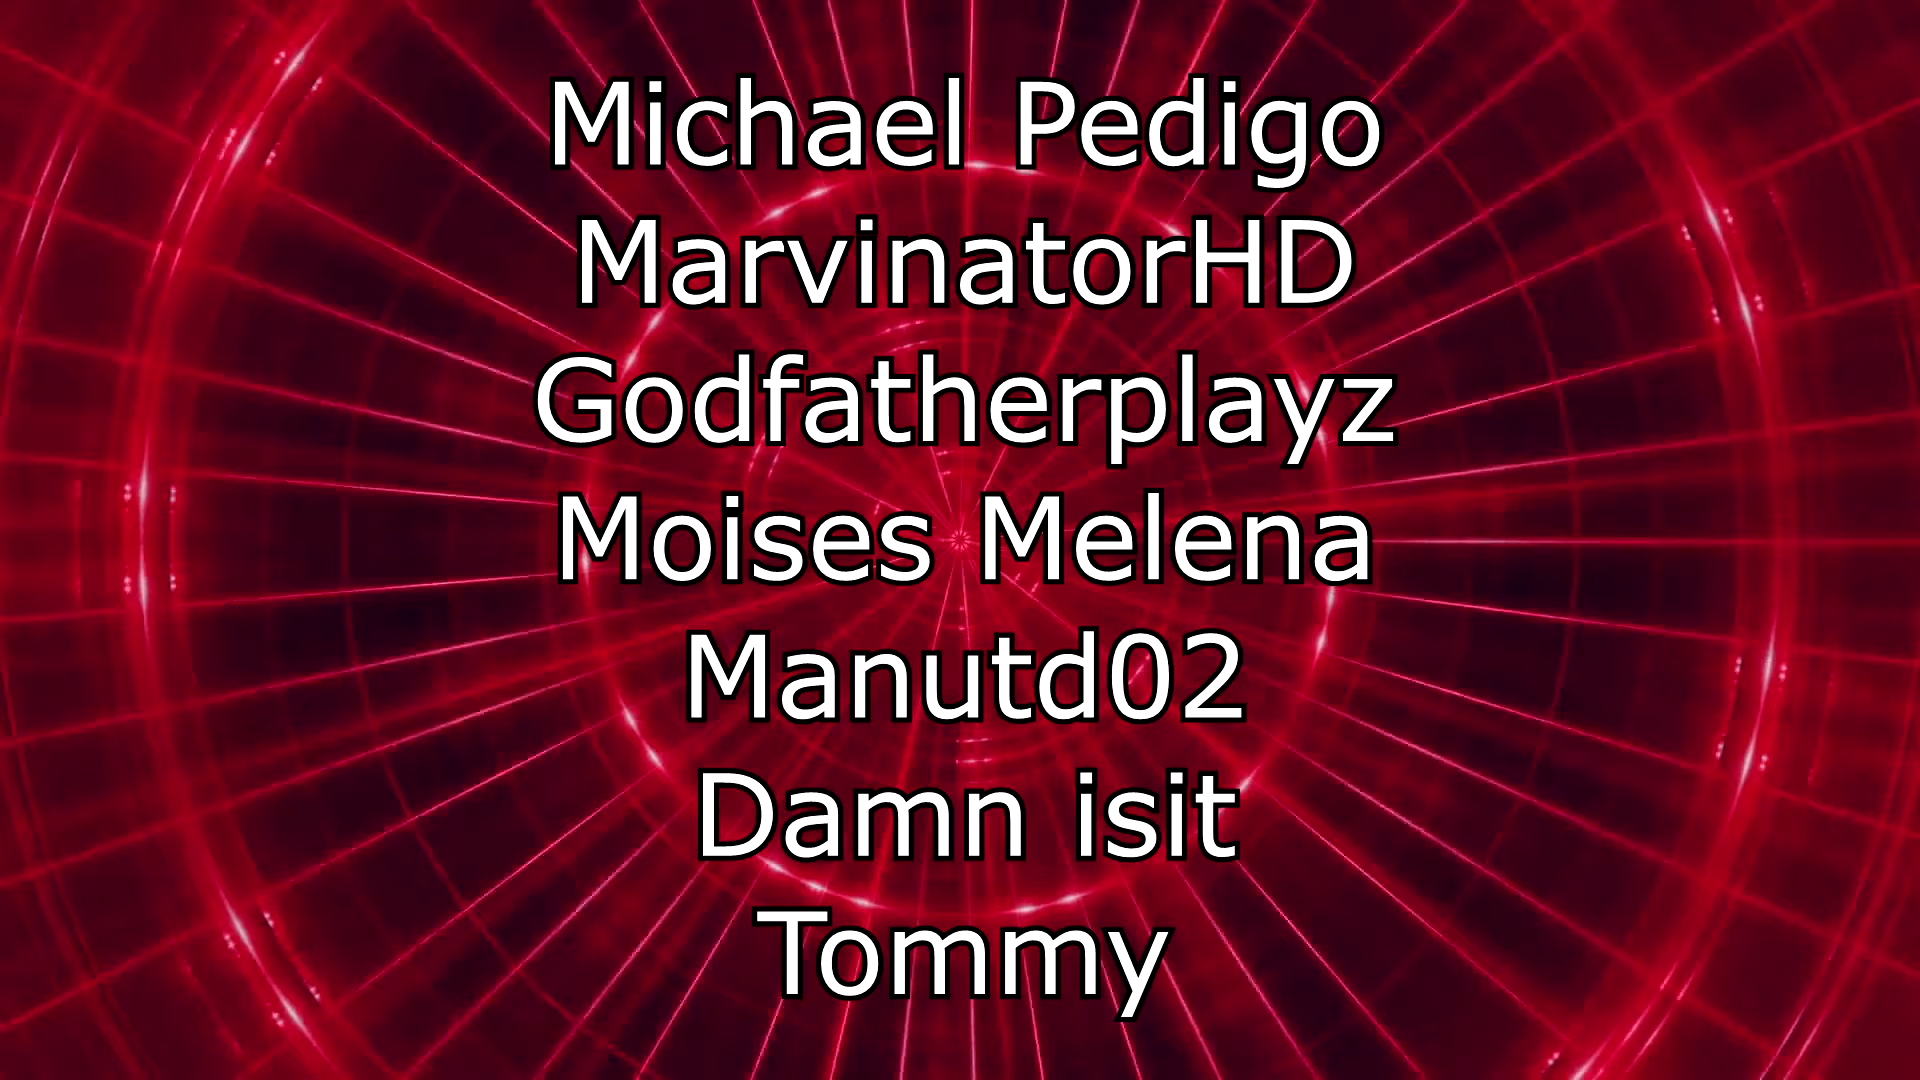 Michael Pedigo
MarvinatorHD
Godfatherplayz
Moises Melena
Manutd02
Damn isit
Tommy